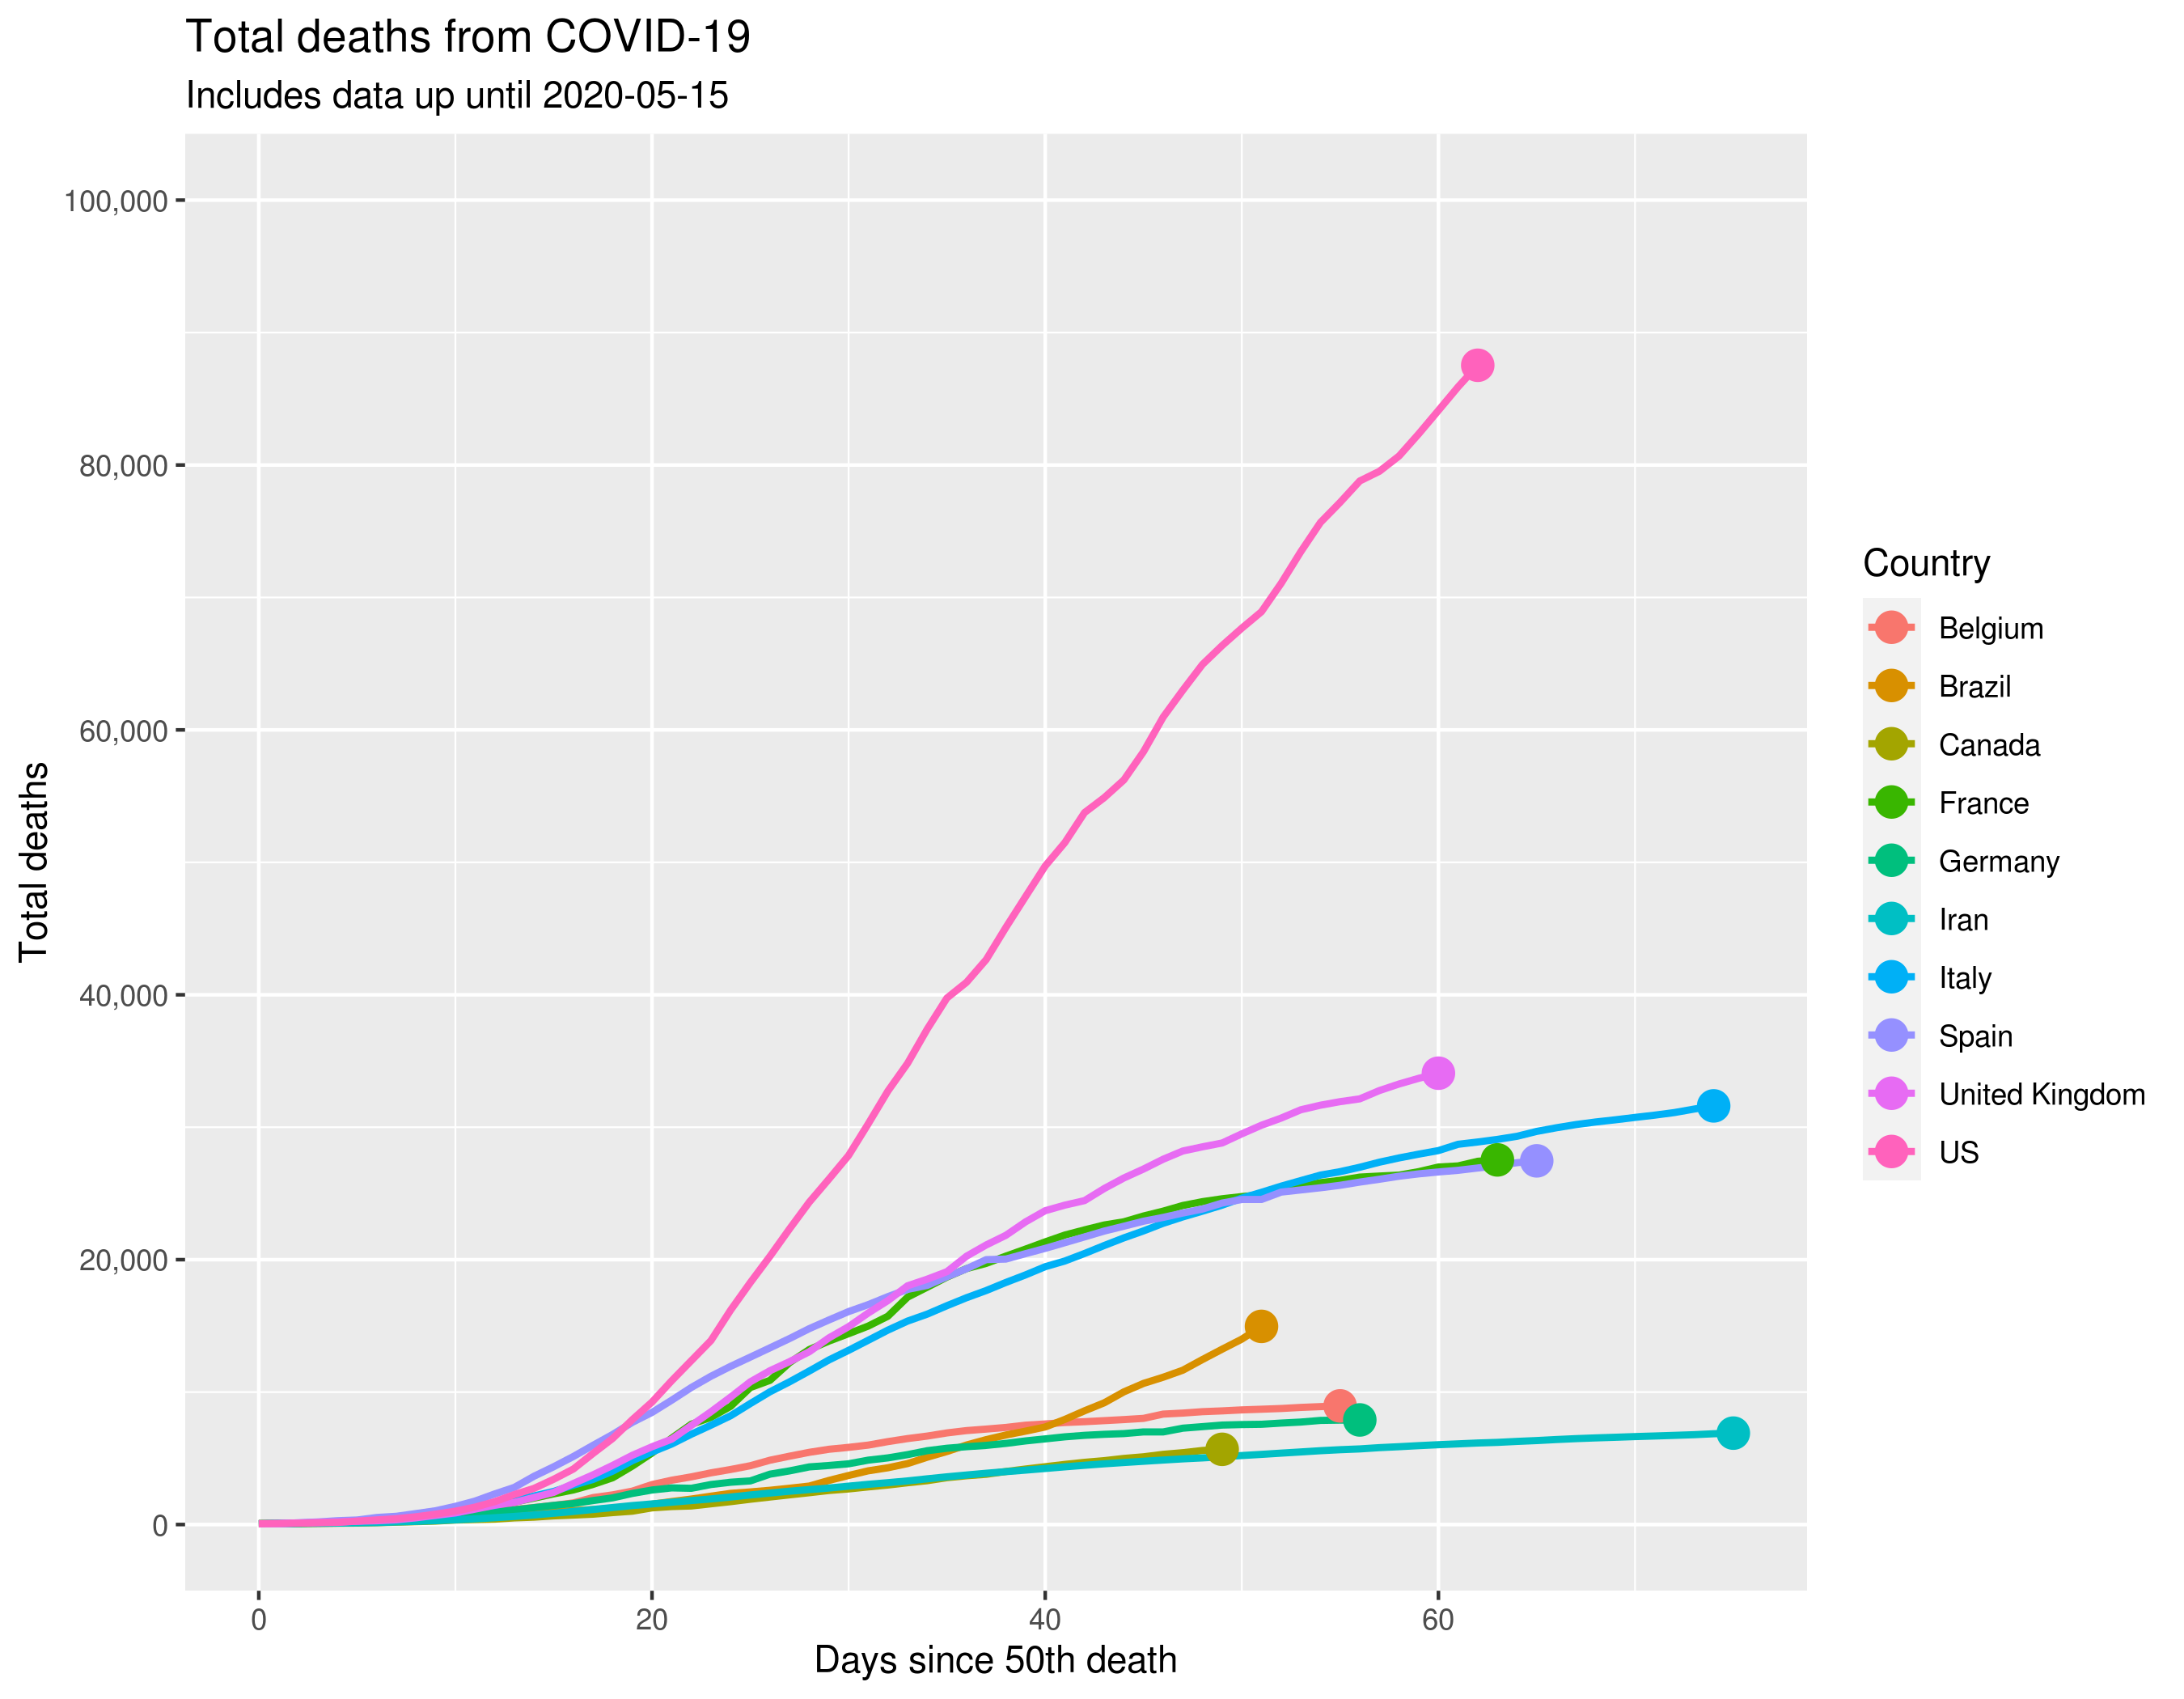 Total deaths from COVID-19
Includes data up until 2020-05-15
Total deaths
100,000
80,000
60,000
40,000
20,000
0
0 20 40 60
Days since 50th death
Country
Belgium
Brazil
Canada
France
Germany
Iran
Italy
Spain
United Kingdom
US